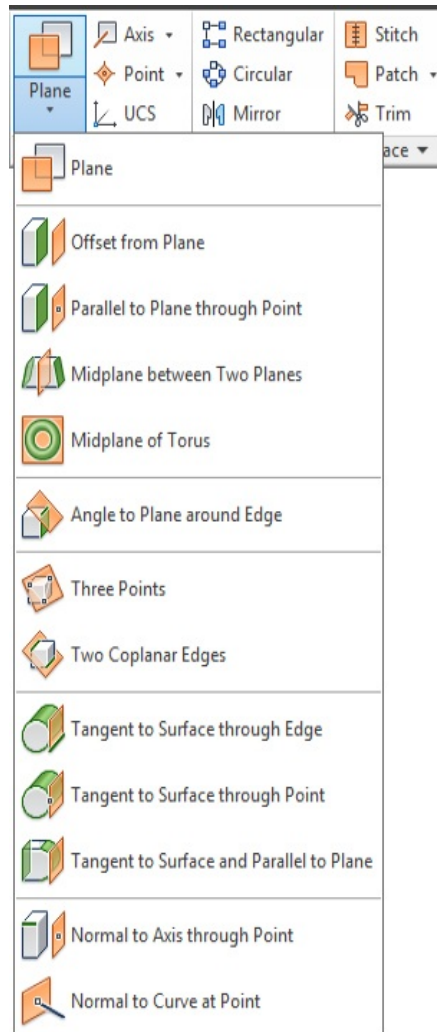 Plane
Axis
Point
UCS
Rectangular
Circular
Mirror
Stitch
Patch
Trim
ace
Plane
Offset from Plane
Parallel to Plane through Point
Midplane between Two Planes
Midplane of Torus
Angle to Plane around Edge
Three Points
Two Coplanar Edges
Tangent to Surface through Edge
Tangent to Surface through Point
Tangent to Surface and Parallel to Plane
Normal to Axis through Point
Normal to Curve at Point